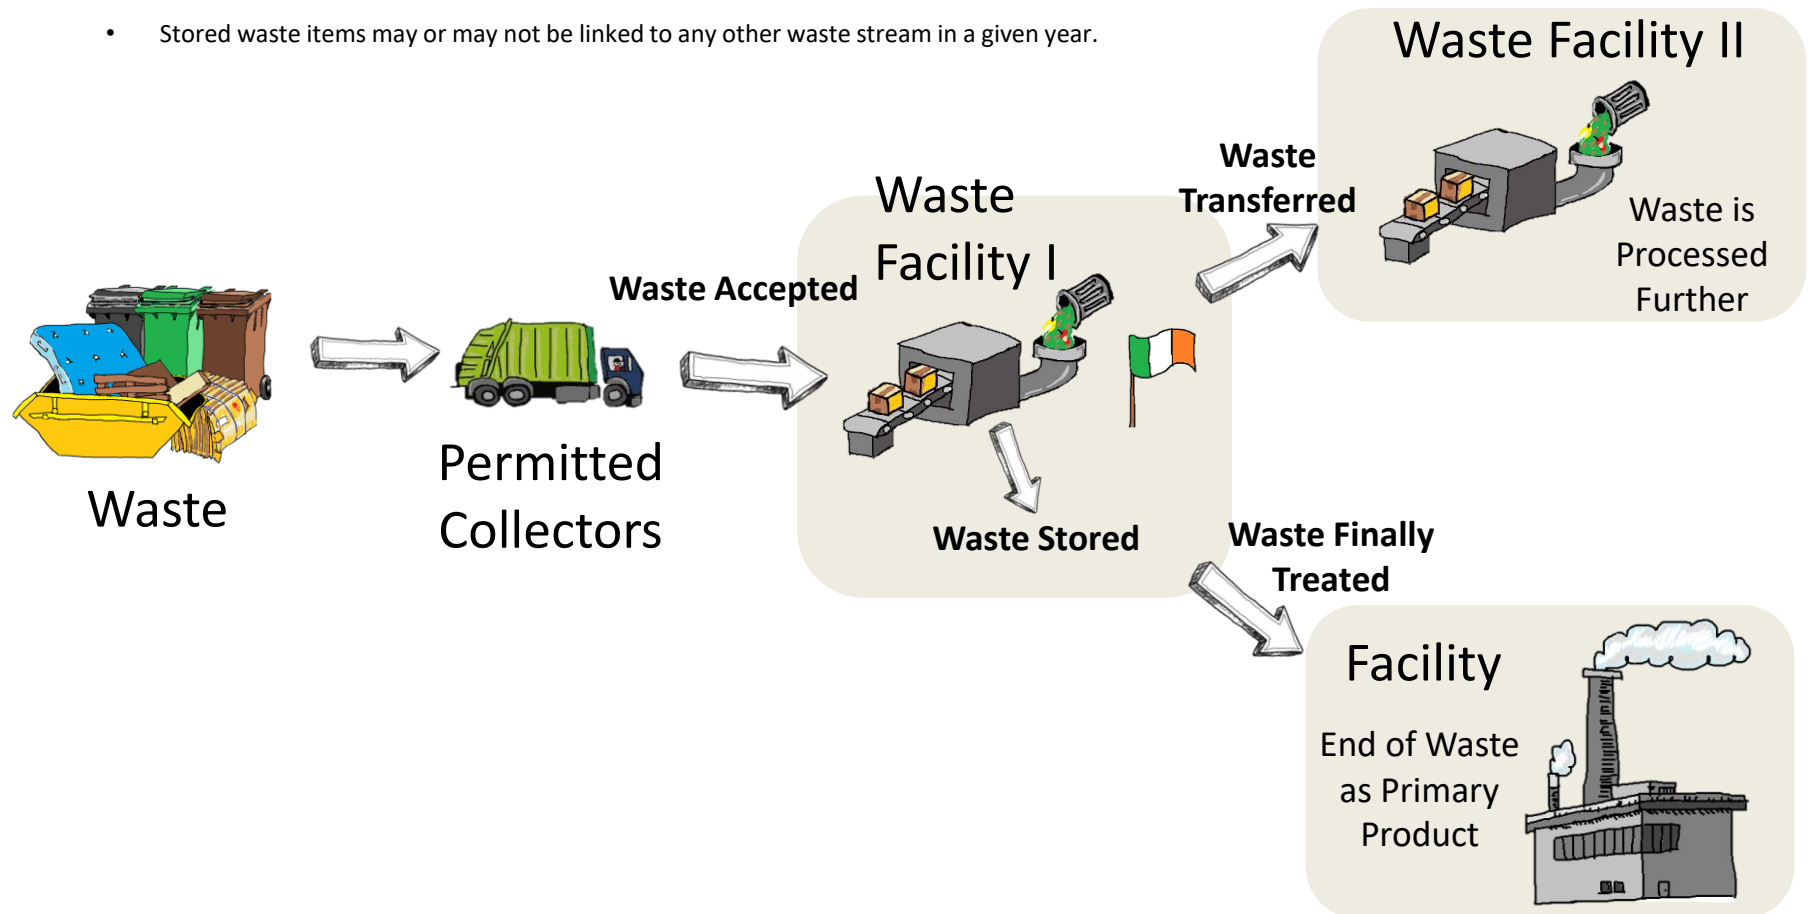 • Stored waste items may or may not be linked to any other waste stream in a given year.
Waste Facility II
Waste
Transferred
Waste is
Processed
Further
Waste
Facility I
Waste Accepted
Waste
Permitted
Collectors
Waste Stored
Waste Finally
Treated
Facility
End of Waste
as Primary
Product